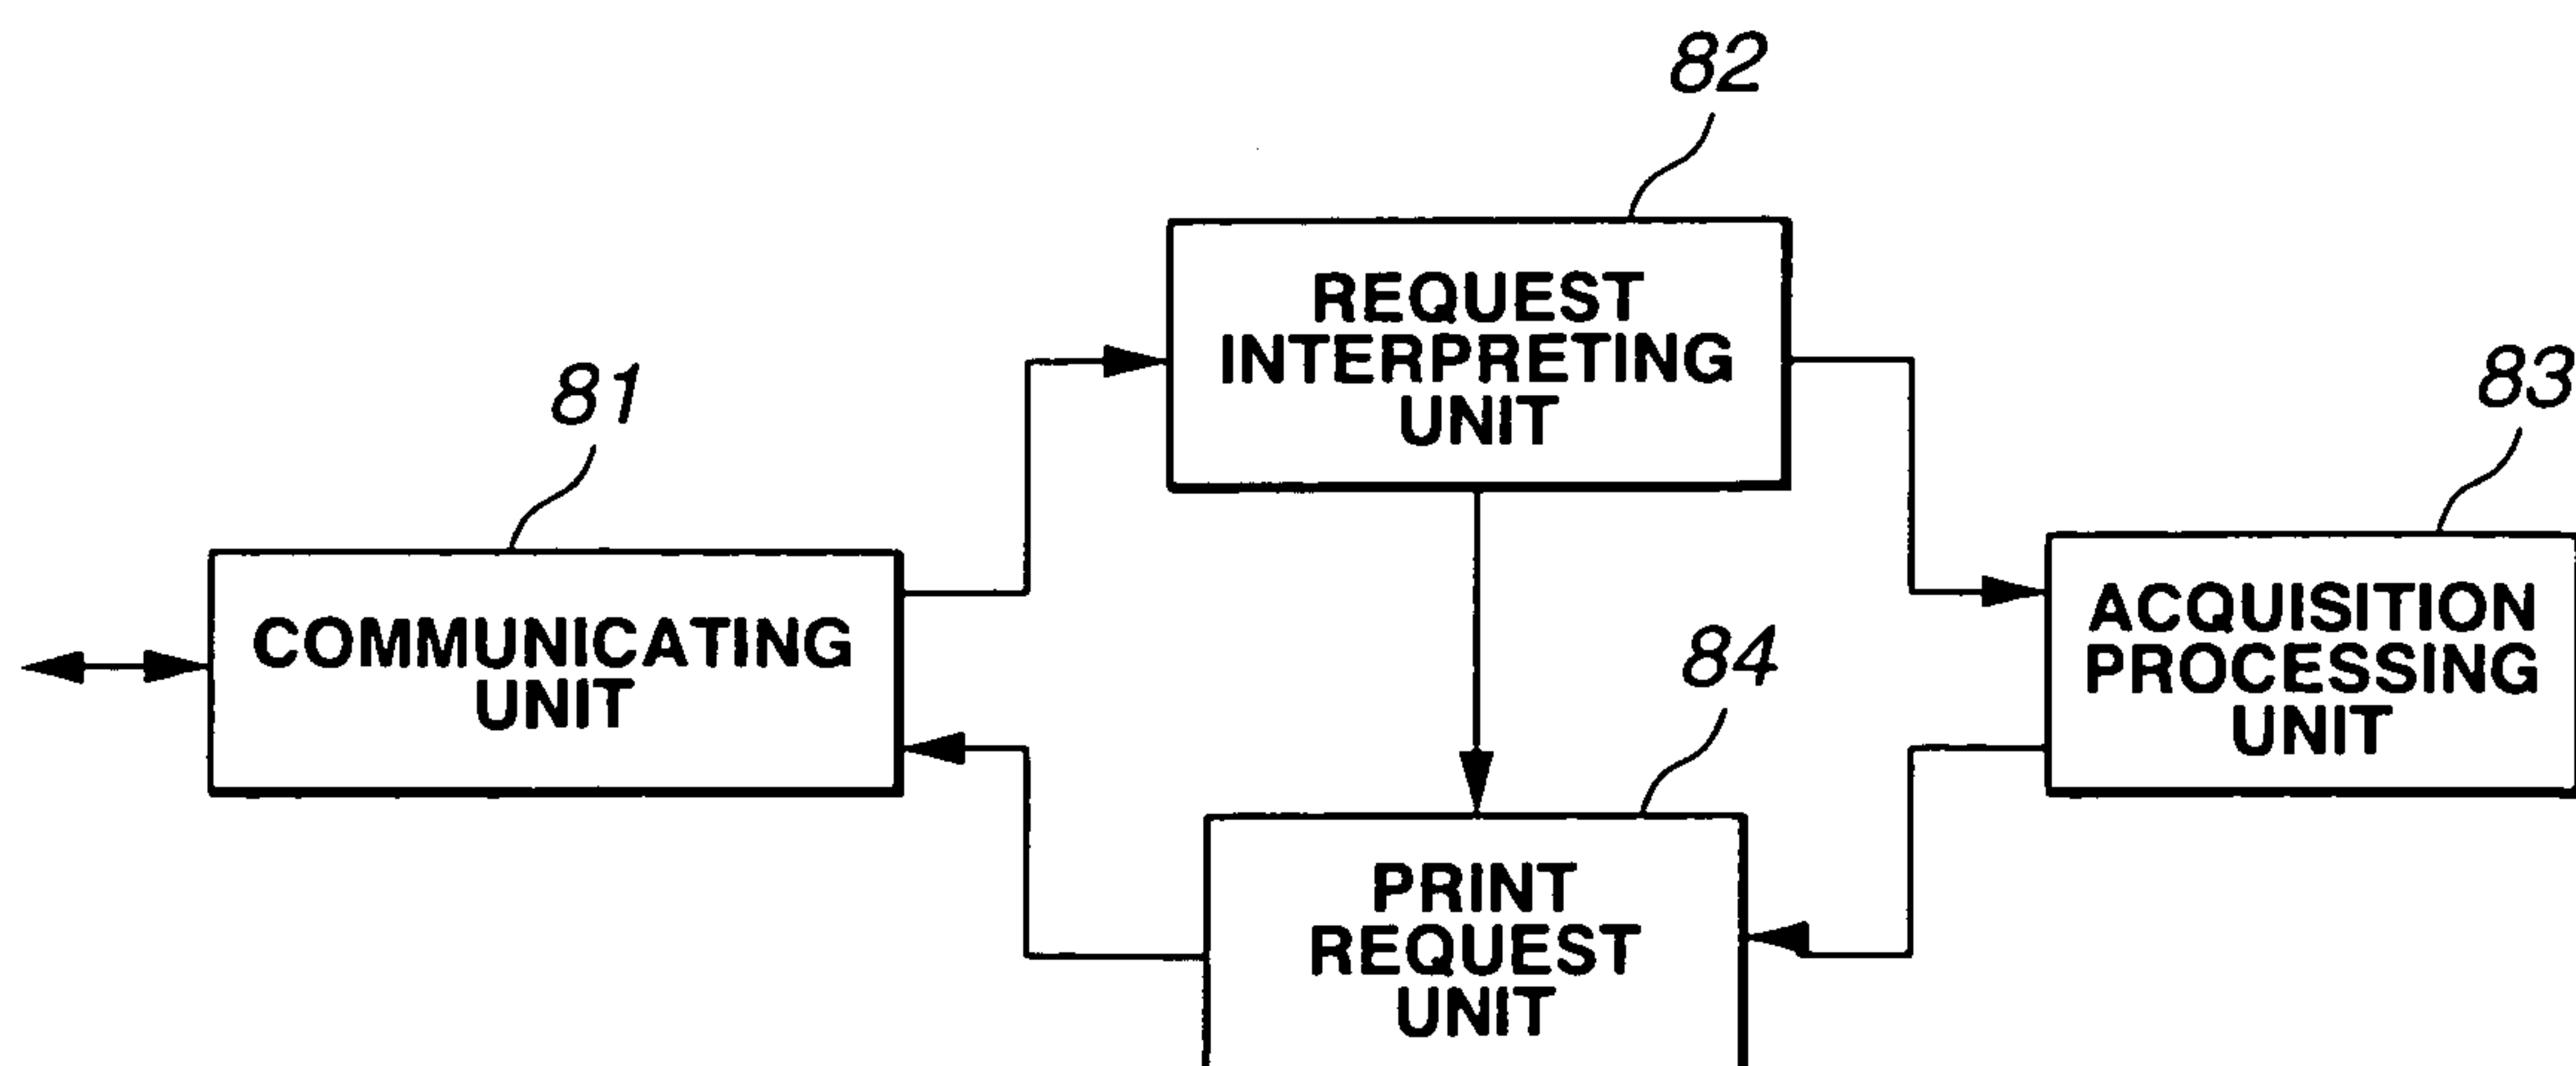 82
REQUEST
INTERPRETING
UNIT
81
COMMUNICATING
UNIT
83
ACQUISITION
PROCESSING
UNIT
84
PRINT
REQUEST
UNIT